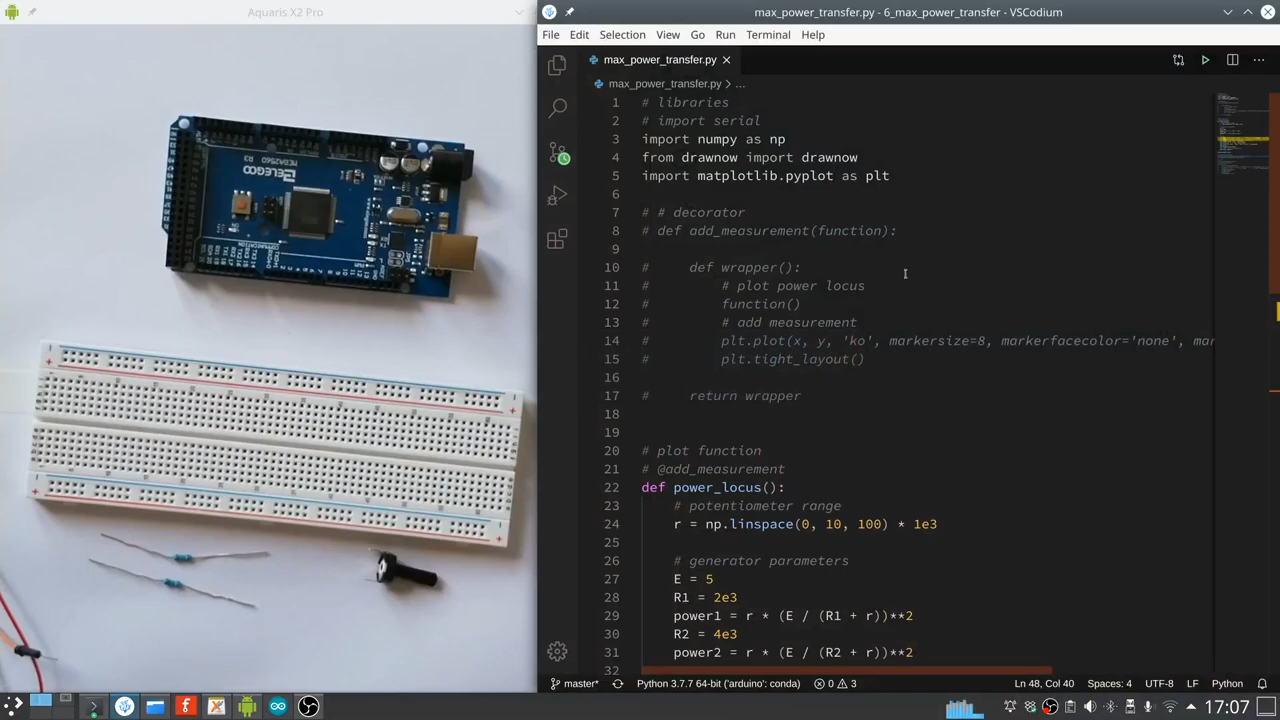 Aquaris X2 Pro
max_power_transfer.py - 6_max_power_transfer - VSCodium
File Edit Selection View Go Run Terminal Help
max_power_transfer.py
max_power_transfer.py > ...
1 # libraries
2 # import serial
3 import numpy as np
4 from drawnow import drawnow
5 import matplotlib.pyplot as plt
6
7 # # decorator
8 # def add_measurement(function):
9
10 # def wrapper():
11 # # plot power locus
12 # function()
13 # # add measurement
14 # plt.plot(x, y, 'ko', markersize=8, markerfacecolor='none', mar
15 # plt.tight_layout()
16
17 # return wrapper
18
19
20 # plot function
21 # @add_measurement
22 def power_locus():
23 # potentiometer range
24 r = np.linspace(0, 10, 100) * 1e3
25
26 # generator parameters
27 E = 5
28 R1 = 2e3
29 power1 = r * (E / (R1 + r))**2
30 R2 = 4e3
31 power2 = r * (E / (R2 + r))**2
32
master* Python 3.7.7 64-bit ('arduino': conda) 0 3 Ln 48, Col 40 Spaces: 4 UTF-8 LF Python
17:07
ELEGOO
MEGA2560 R3